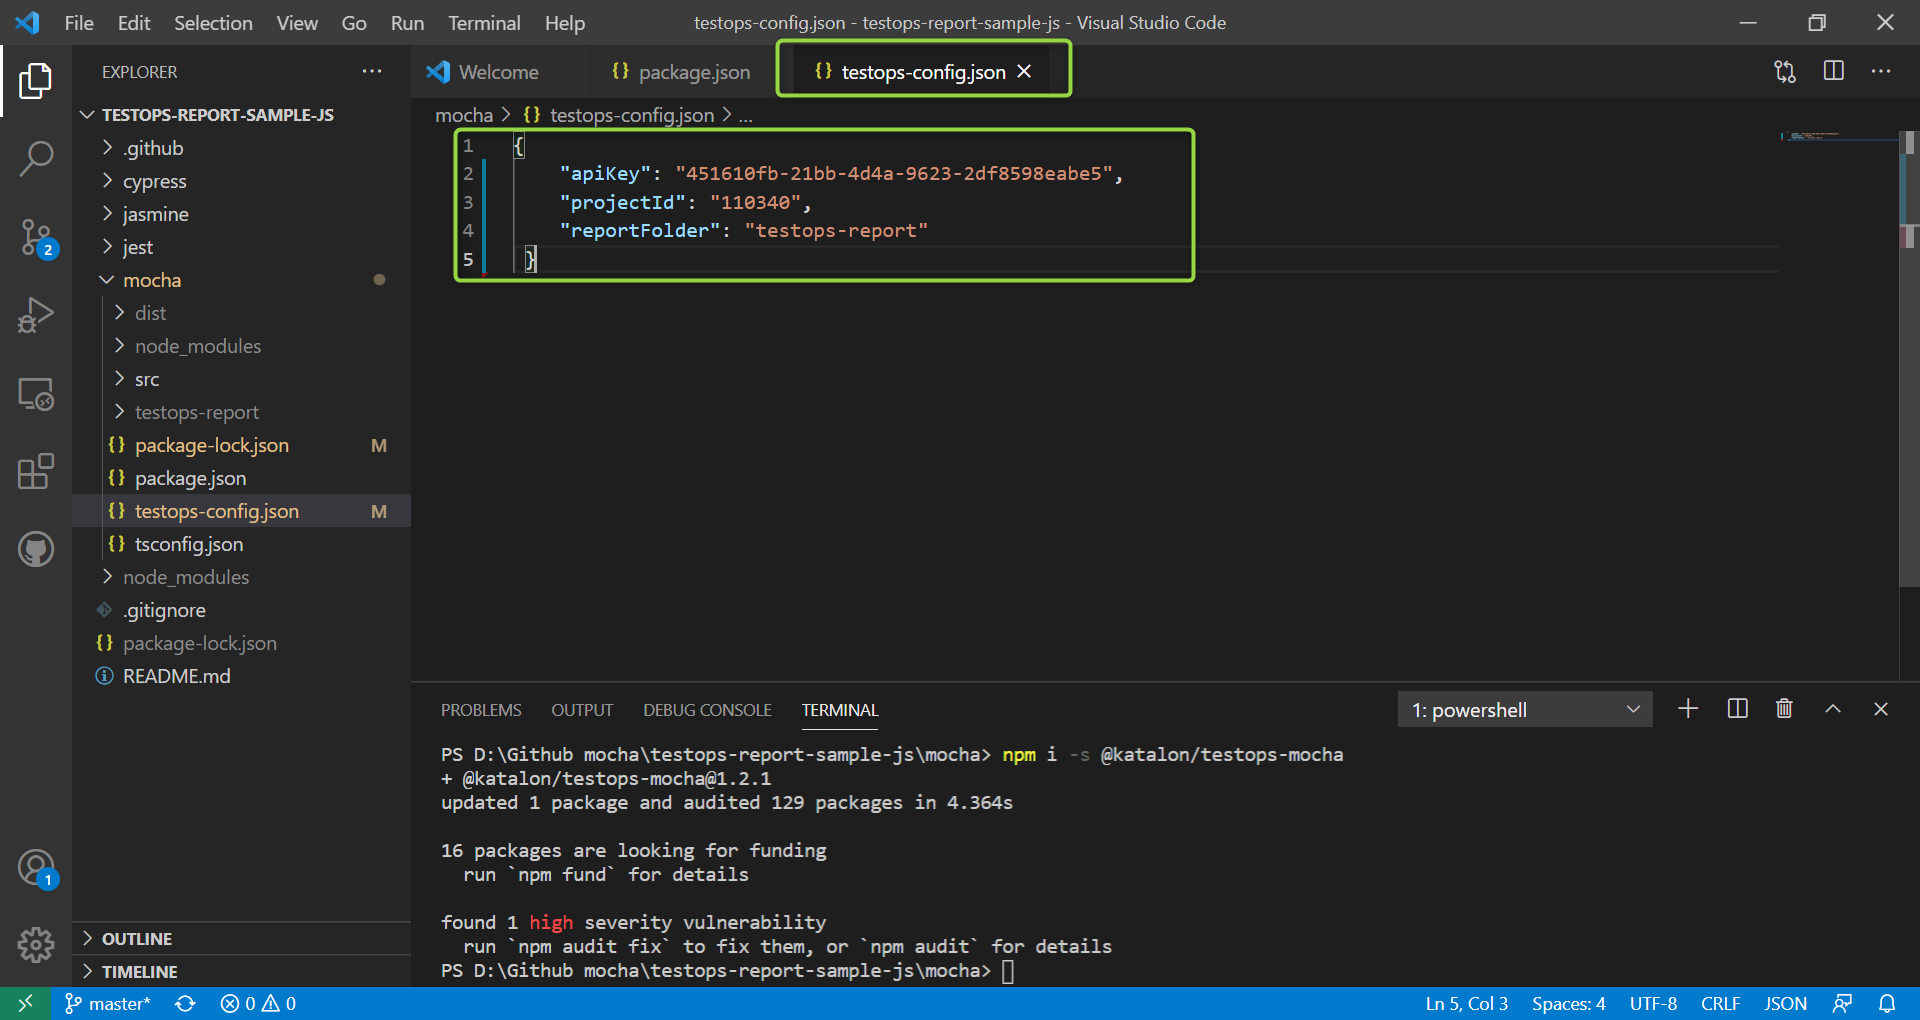 File Edit Selection View Go Run Terminal Help
testops-config.json - testops-report-sample-js - Visual Studio Code
EXPLORER
TESTOPS-REPORT-SAMPLE-JS
.github
cypress
jasmine
jest
mocha
dist
node_modules
src
testops-report
package-lock.json M
package.json
testops-config.json M
tsconfig.json
node_modules
.gitignore
package-lock.json
README.md
OUTLINE
TIMELINE
2
1
Welcome {} package.json {} testops-config.json
mocha > {} testops-config.json > ...
1 {
2 "apiKey": "451610fb-21bb-4d4a-9623-2df8598eabe5",
3 "projectId": "110340",
4 "reportFolder": "testops-report"
5 }
PROBLEMS OUTPUT DEBUG CONSOLE TERMINAL
1: powershell
PS D:\Github mocha\testops-report-sample-js\mocha> npm i -s @katalon/testops-mocha
+ @katalon/testops-mocha@1.2.1
updated 1 package and audited 129 packages in 4.364s
16 packages are looking for funding
run `npm fund` for details
found 1 high severity vulnerability
run `npm audit fix` to fix them, or `npm audit` for details
PS D:\Github mocha\testops-report-sample-js\mocha>
master* 0 0
Ln 5, Col 3 Spaces: 4 UTF-8 CRLF JSON